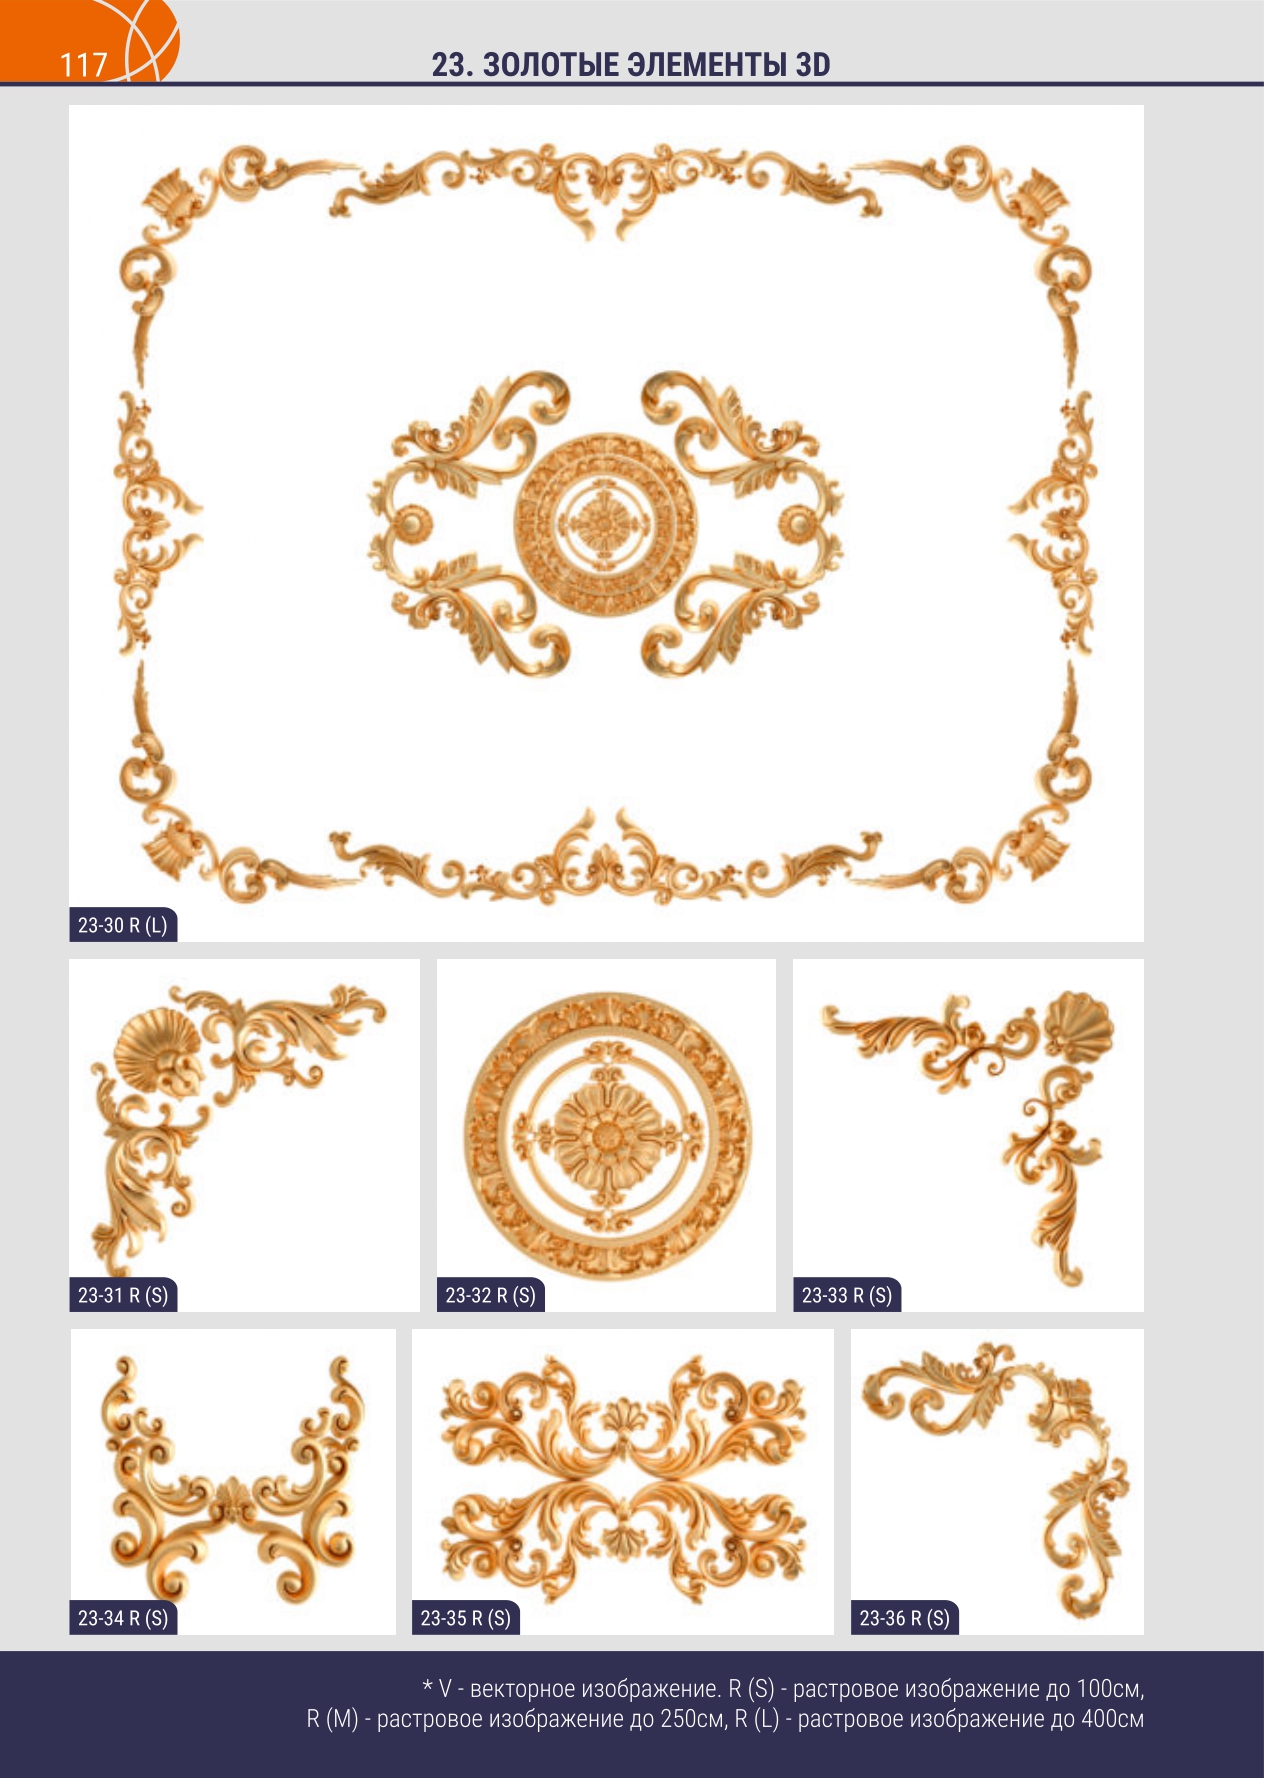 117
23. ЗОЛОТЫЕ ЭЛЕМЕНТЫ 3D
23-30 R (L)
23-31 R (S)
23-32 R (S)
23-33 R (S)
23-34 R (S)
23-35 R (S)
23-36 R (S)
* V - векторное изображение. R (S) - растровое изображение до 100см,
R (M) - растровое изображение до 250см, R (L) - растровое изображение до 400см